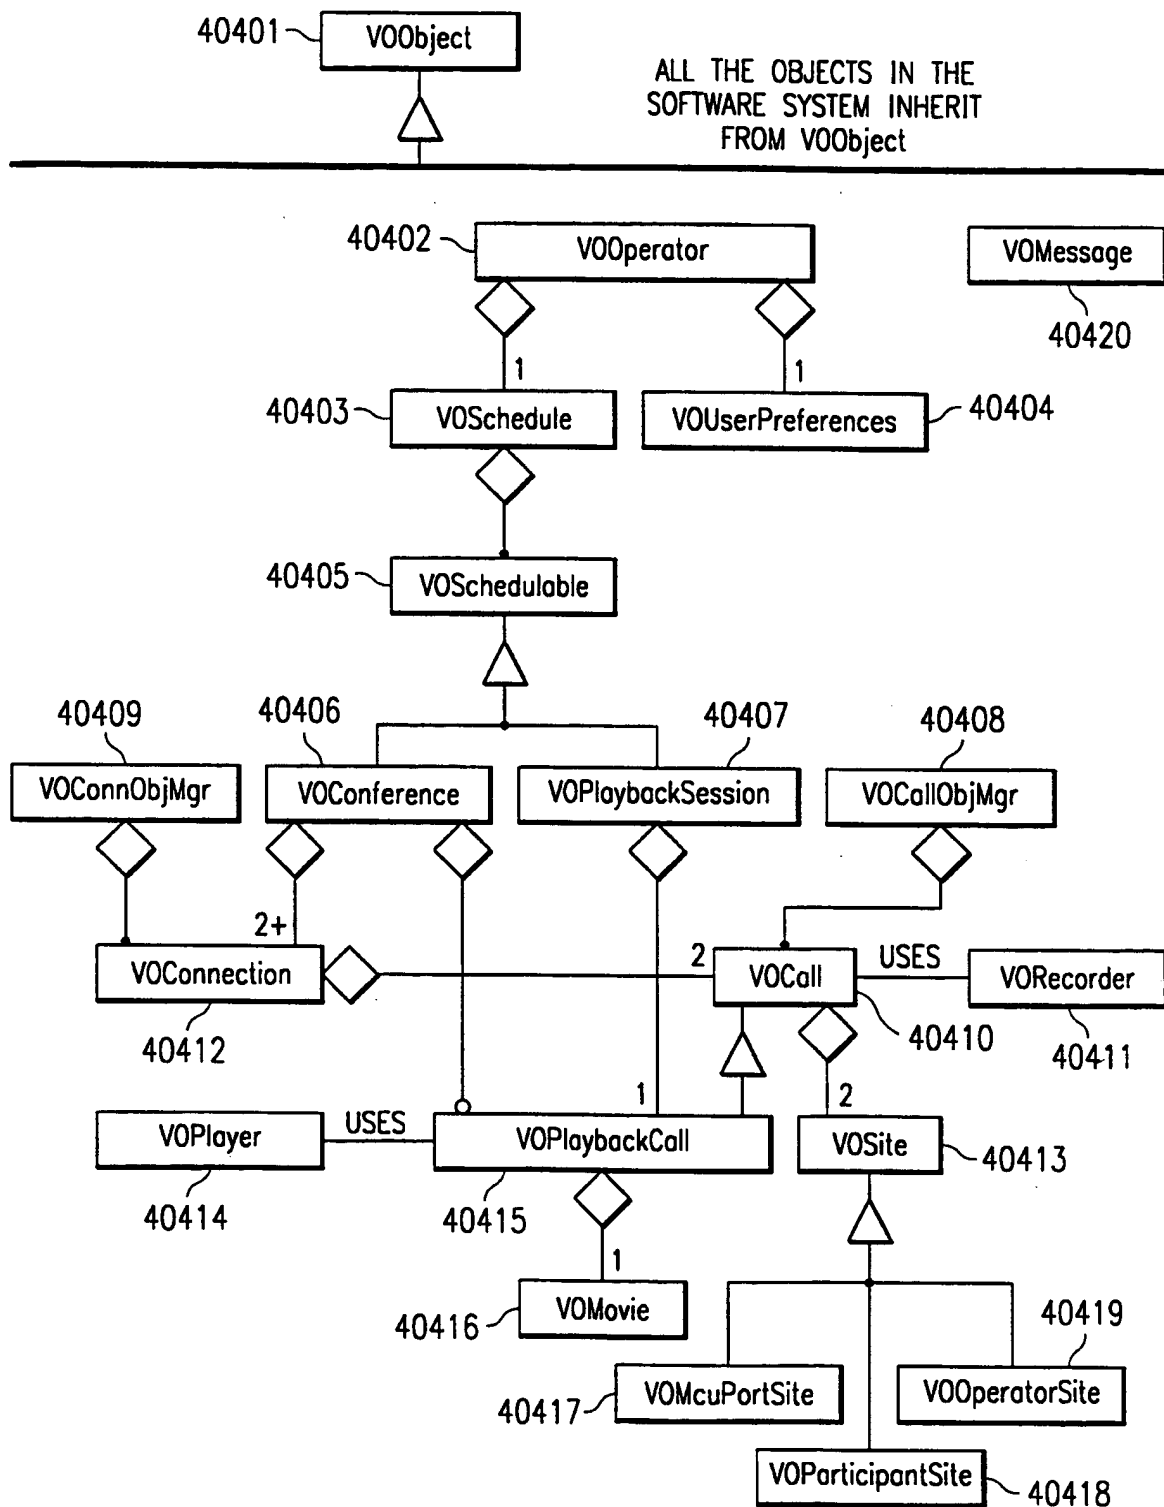 40401
VOObject
ALL THE OBJECTS IN THE
SOFTWARE SYSTEM INHERIT
FROM VOObject
40402
VOOperator
VOMessage
40420
1
1
40403
VOSchedule
VOUserPreferences
40404
40405
VOSchedulable
40409
40406
40407
40408
VOConnObjMgr
VOConference
VOPlaybackSession
VOCallObjMgr
2+
2
VOConnection
VOCall
USES
VORecorder
40412
40410
40411
1
2
VOPlayer
USES
VOPlaybackCall
VOSite
40413
40414
40415
1
VOMovie
40416
40419
VOMcuPortSite
VOOperatorSite
40417
VOParticipantSite
40418